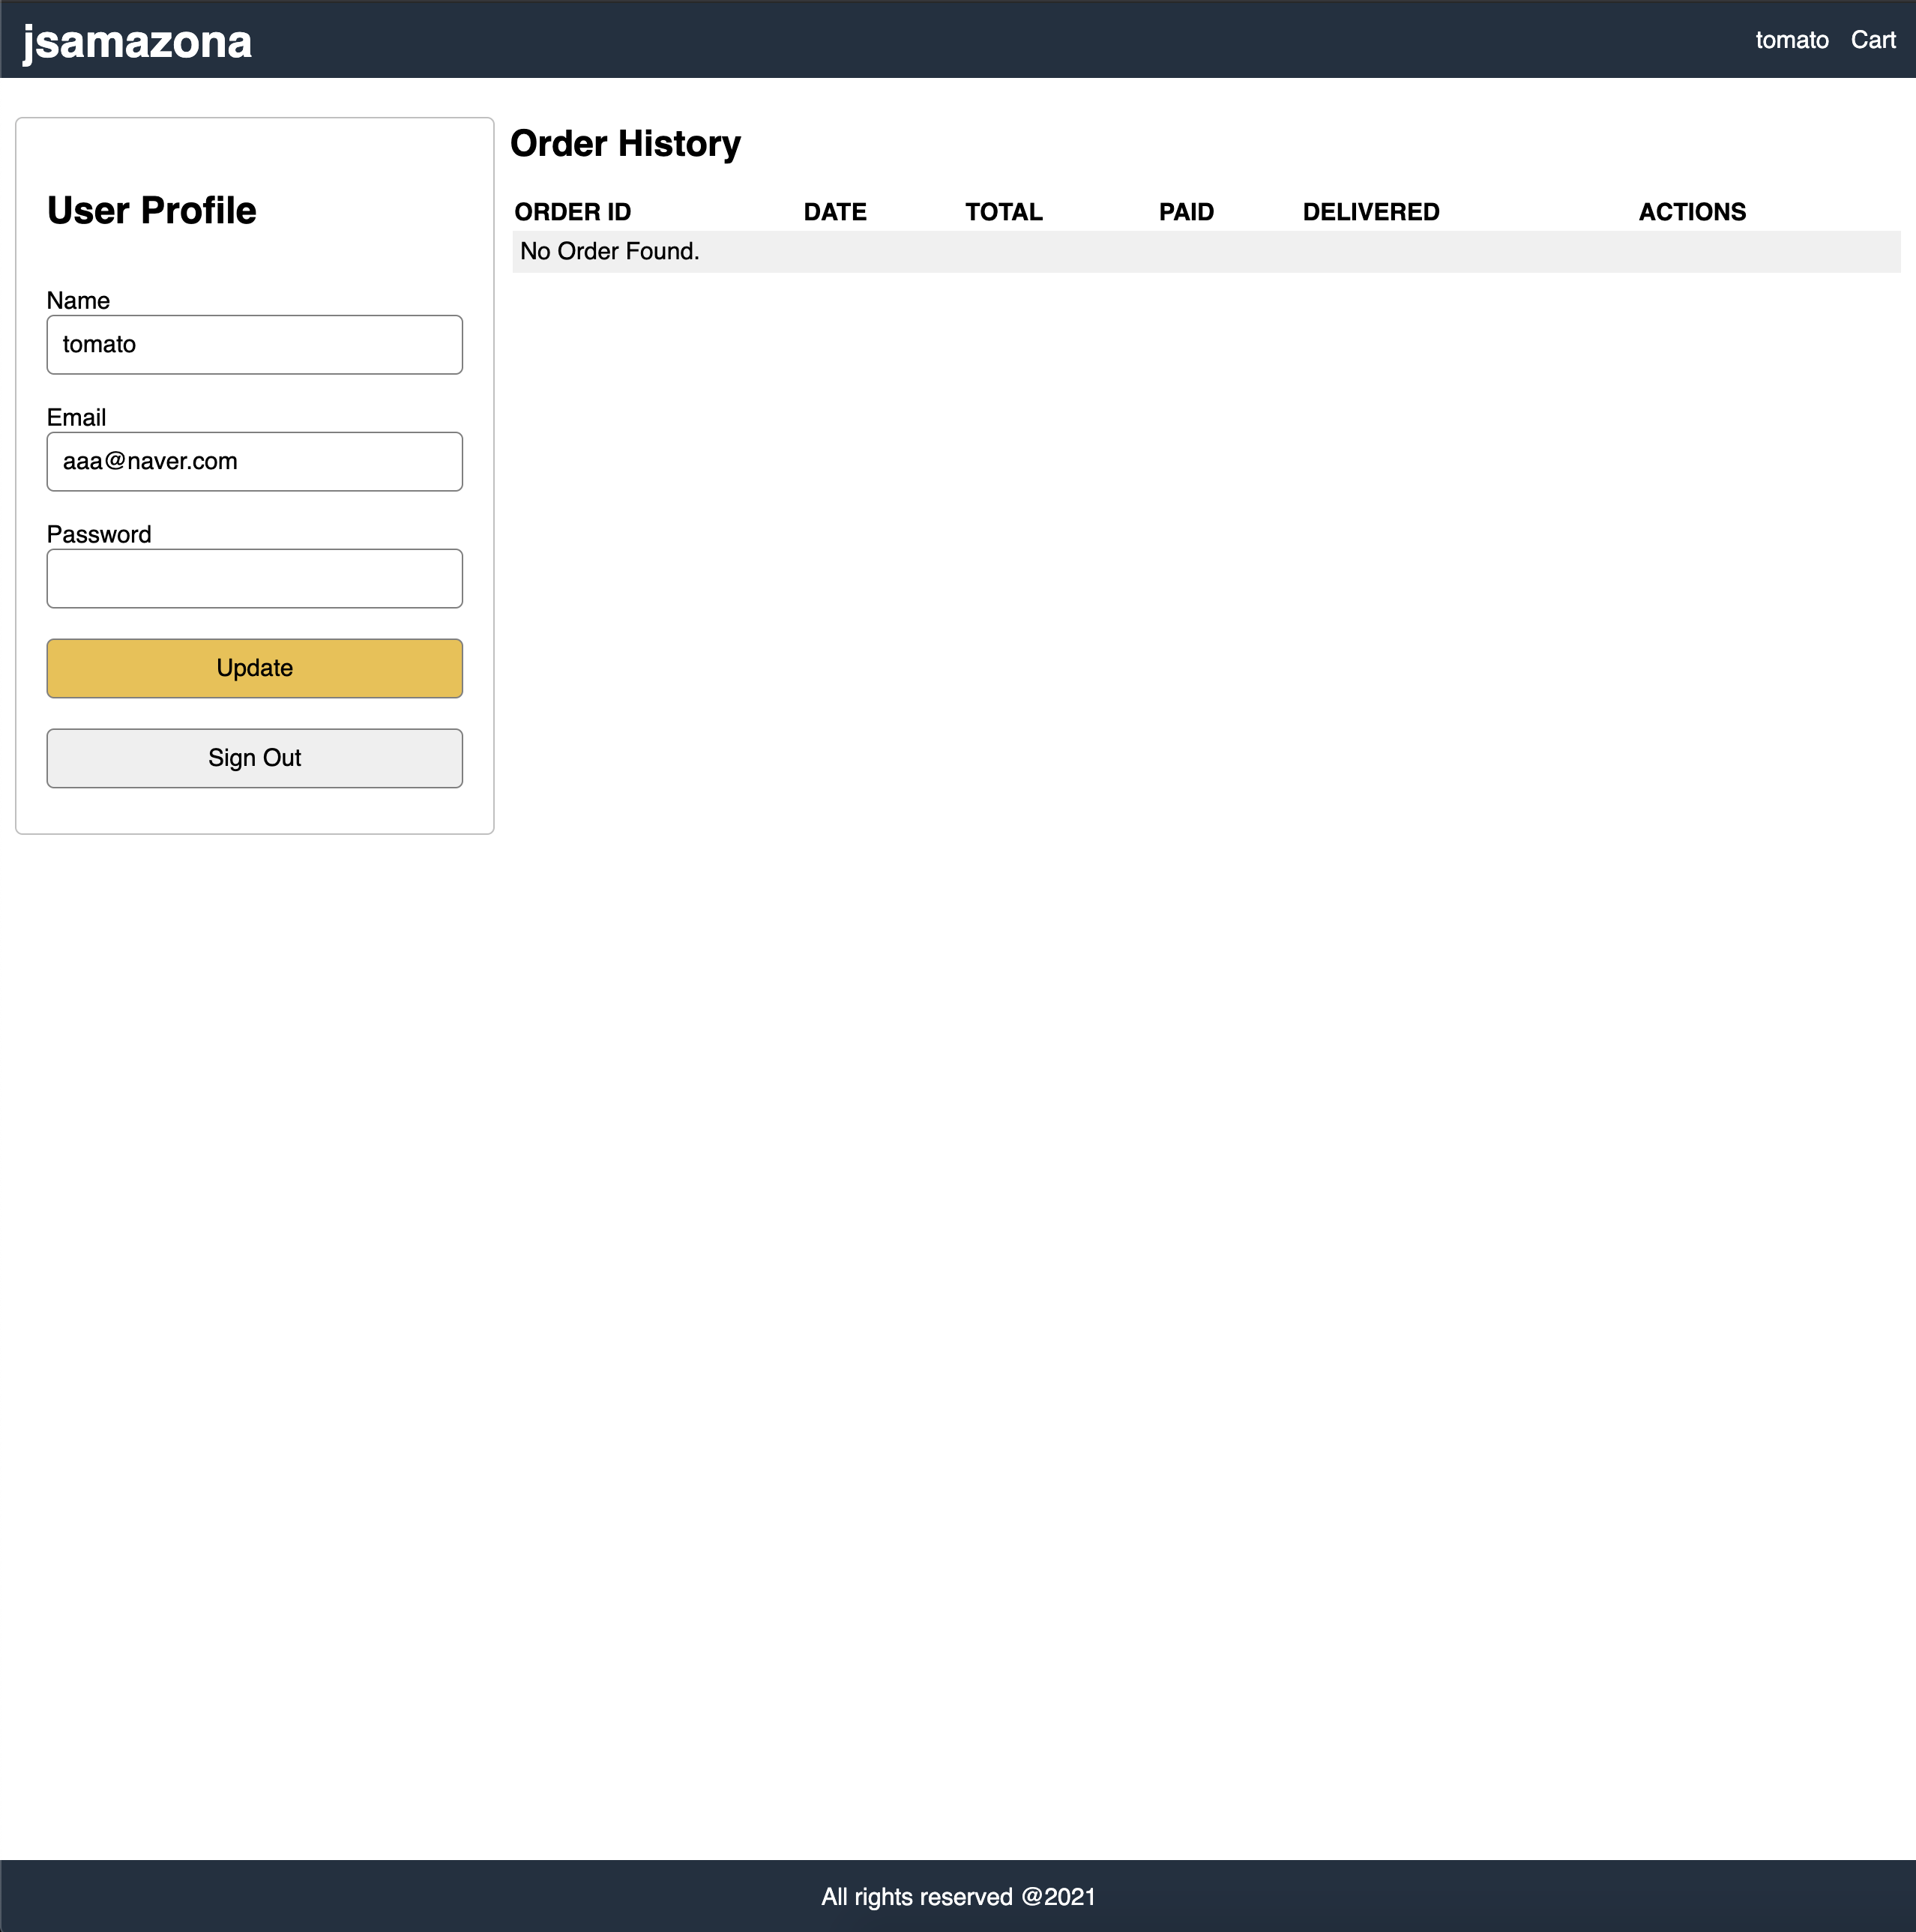 jsamazona
tomato Cart
User Profile
Name
tomato
Email
aaa@naver.com
Password
Update
Sign Out
Order History
ORDER ID DATE TOTAL PAID DELIVERED ACTIONS
No Order Found.
All rights reserved @2021